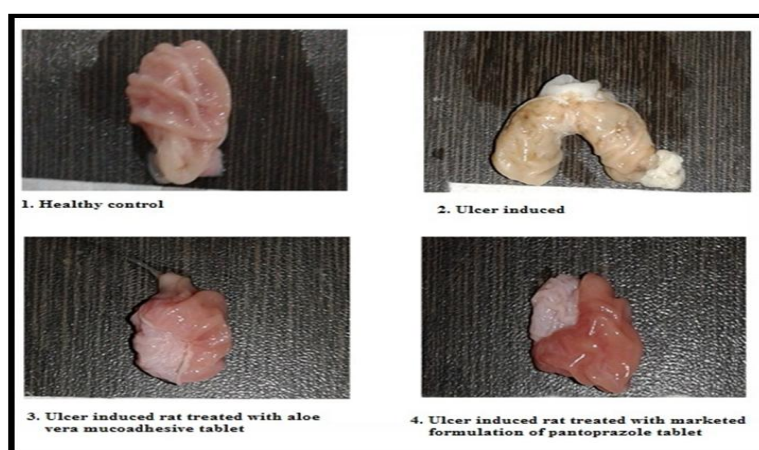 1. Healthy control
2. Ulcer induced
3. Ulcer induced rat treated with aloe
vera mucoadhesive tablet
4. Ulcer induced rat treated with marketed
formulation of pantoprazole tablet